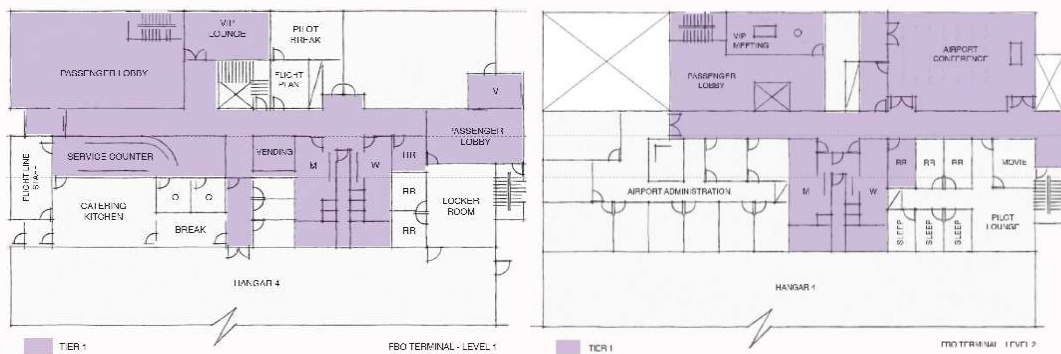 VIP
LOUNGE
PILOT
BREAK
PASSENGER LOBBY
FLIGHT
PLAN
V
PASSENGER
LOBBY
SERVICE COUNTER
VENDING
M
W
RR
FLIGHT LINE
STAFF
CATERING
KITCHEN
BREAK
RR
RR
LOCKER
ROOM
HANGAR 4
TIER 1
FBO TERMINAL - LEVEL 1
VIP
MEETING
AIRPORT
CONFERENCE
PASSENGER
LOBBY
AIRPORT ADMINISTRATION
M
W
RR
RR
RR
MOVIE
SLEEP
SLEEP
SLEEP
PILOT
LOUNGE
HANGAR 4
TIER 1
FBO TERMINAL - LEVEL 2